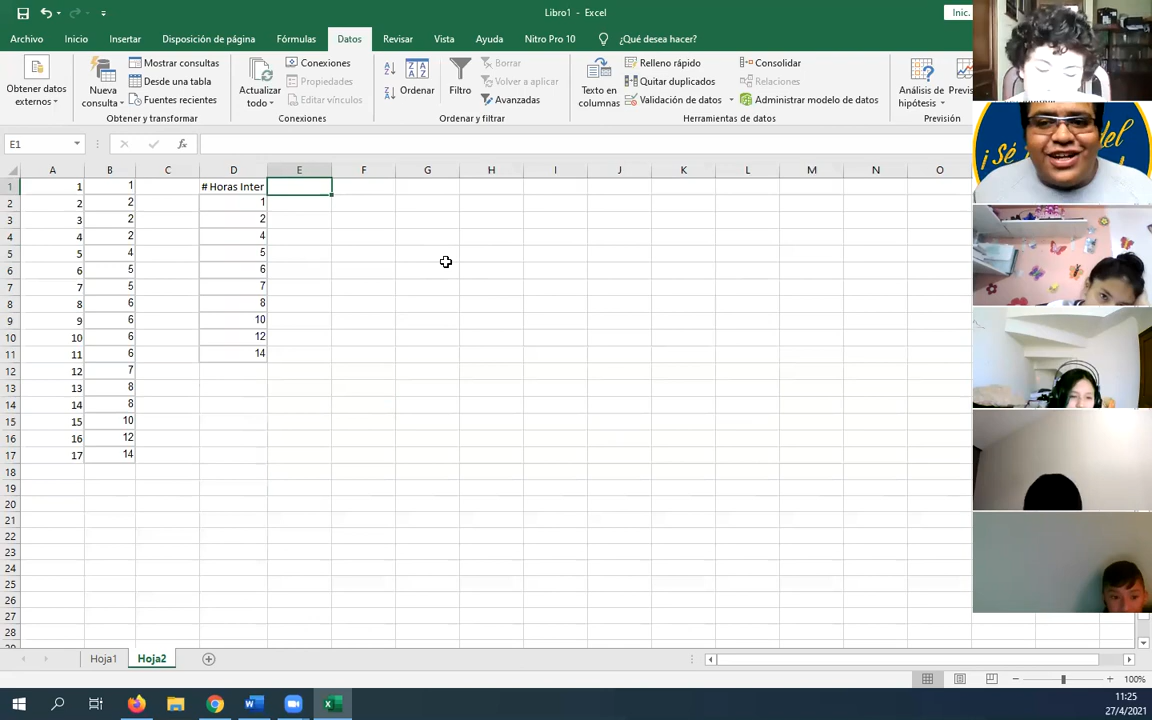 Libro1 - Excel
Inic.
Archivo Inicio Insertar Disposición de página Fórmulas Datos Revisar Vista Ayuda Nitro Pro 10 ¿Qué desea hacer?
Obtener datos externos
Nueva consulta
Mostrar consultas
Desde una tabla
Fuentes recientes
Obtener y transformar
Actualizar todo
Conexiones
Propiedades
Editar vínculos
Conexiones
Ordenar
Filtro
Borrar
Volver a aplicar
Avanzadas
Ordenar y filtrar
Texto en columnas
Relleno rápido
Quitar duplicados
Validación de datos
Consolidar
Relaciones
Administrar modelo de datos
Herramientas de datos
Análisis de hipótesis
Previs
Previsión
¡Sé del
E1
fx
A B C D E F G H I J K L M N O
1 1 1 # Horas Inter
2 2 2 1
3 3 2 2
4 4 2 4
5 5 4 5
6 6 5 6
7 7 5 7
8 8 6 8
9 9 6 10
10 10 6 12
11 11 6 14
12 12 7
13 13 8
14 14 8
15 15 10
16 16 12
17 17 14
18
19
20
21
22
23
24
25
26
27
28
Hoja1 Hoja2
100%
11:25
27/4/2021